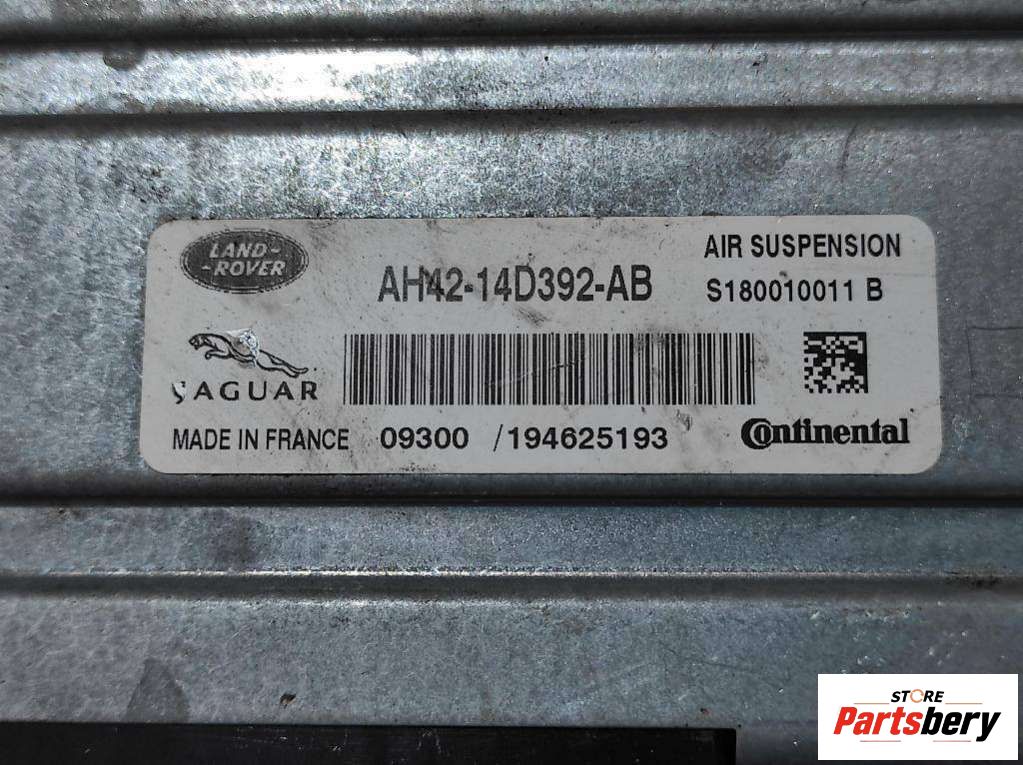 LAND-
-ROVER
AH42-14D392-AB
AIR SUSPENSION
S180010011 B
JAGUAR
MADE IN FRANCE
09300 /194625193
Continental
STORE
Partsbery